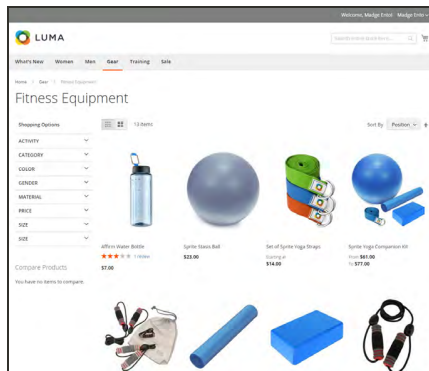 Welcome, Madge Ento! Madge Ento
LUMA
What's New Women Men Gear Training Sale
Home Gear Fitness Equipment
Fitness Equipment
Shopping Options
13 items
Sort By Position
ACTIVITY
CATEGORY
COLOR
GENDER
MATERIAL
PRICE
SIZE
SIZE
Compare Products
You have no items to compare.
Affirm Water Bottle
1 review
$7.00
Sprite Stasis Ball
$23.00
Set of Sprite Yoga Straps
Starting at
$14.00
Sprite Yoga Companion Kit
From $61.00
To $77.00